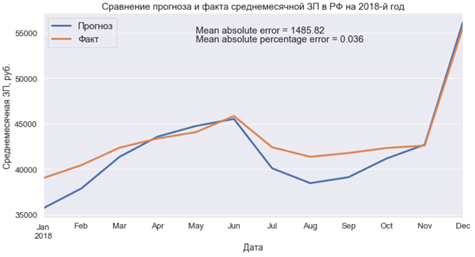 Сравнение прогноза и факта среднемесячной ЗП в РФ на 2018-й год
Прогноз
Факт
Mean absolute error = 1485.82
Mean absolute percentage error = 0.036
Среднемесячная ЗП, руб.
55000
50000
45000
40000
35000
Jan Feb Mar Apr May Jun Jul Aug Sep Oct Nov Dec
2018
Дата